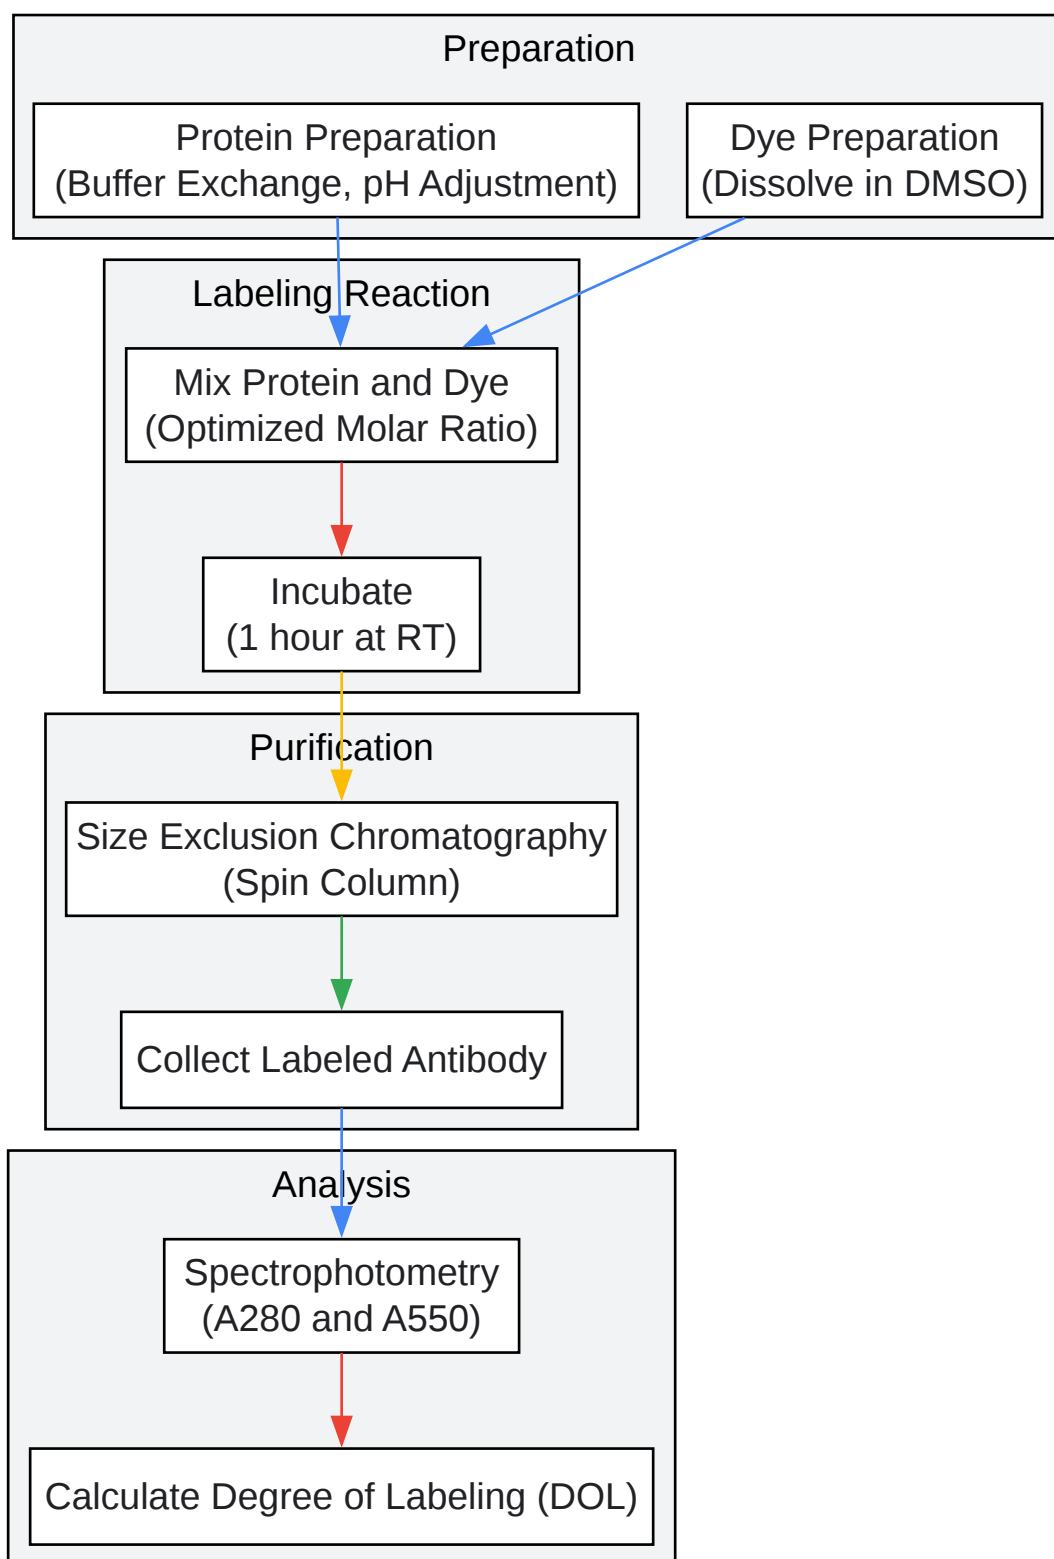 Preparation
Protein Preparation
(Buffer Exchange, pH Adjustment)
Dye Preparation
(Dissolve in DMSO)
Labeling Reaction
Mix Protein and Dye
(Optimized Molar Ratio)
Incubate
(1 hour at RT)
Purification
Size Exclusion Chromatography
(Spin Column)
Collect Labeled Antibody
Analysis
Spectrophotometry
(A280 and A550)
Calculate Degree of Labeling (DOL)